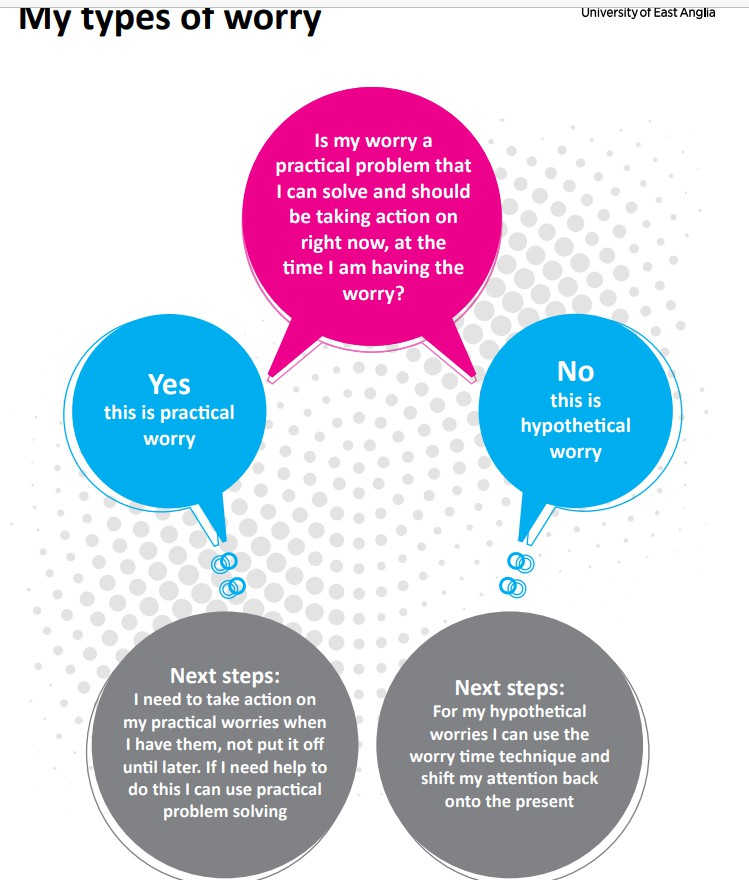 My types of worry
University of East Anglia
Is my worry a
practical problem that
I can solve and should
be taking action on
right now, at the
time I am having the
worry?
Yes
this is practical
worry
No
this is
hypothetical
worry
Next steps:
I need to take action on
my practical worries when
I have them, not put it off
until later. If I need help to
do this I can use practical
problem solving
Next steps:
For my hypothetical
worries I can use the
worry time technique and
shift my attention back
onto the present